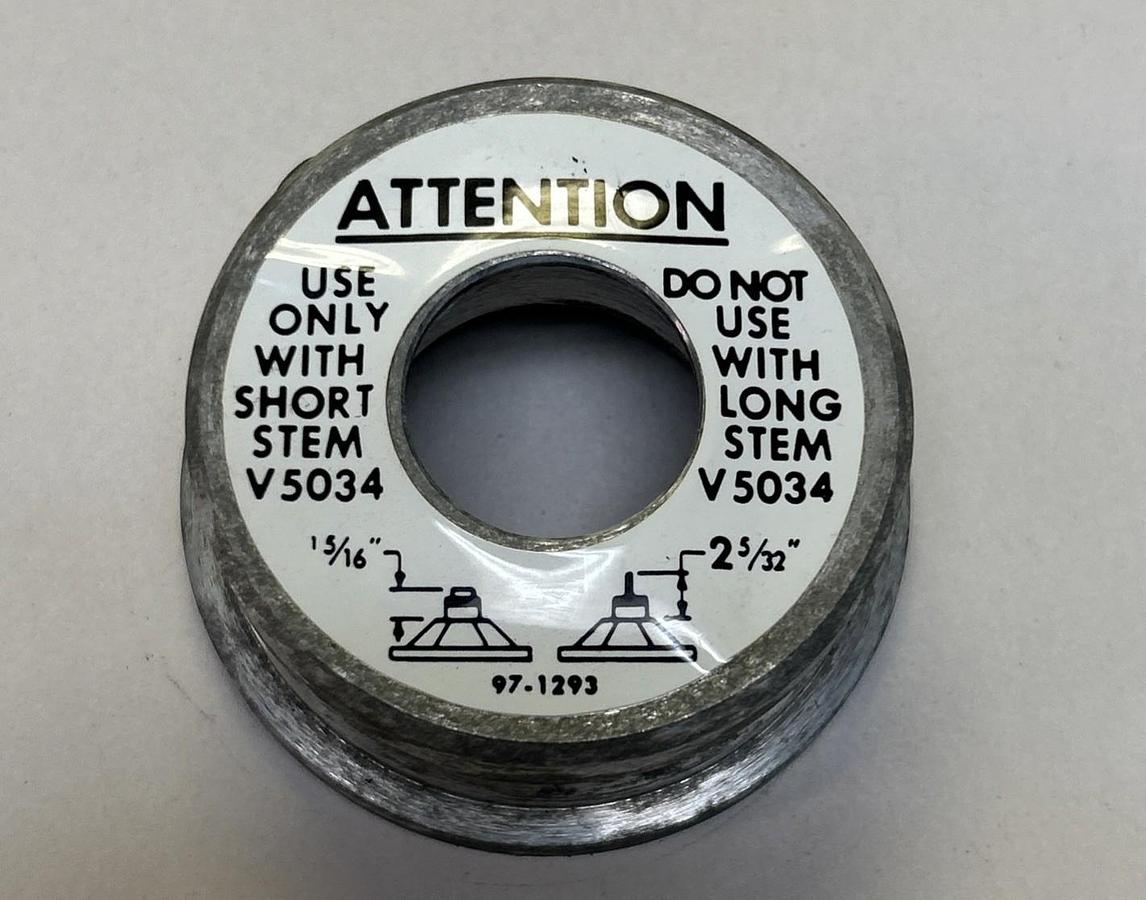 ATTENTION
USE
ONLY
WITH
SHORT
STEM
V5034
DO NOT
USE
WITH
LONG
STEM
V5034
1 5/16"
2 5/32"
97-1293